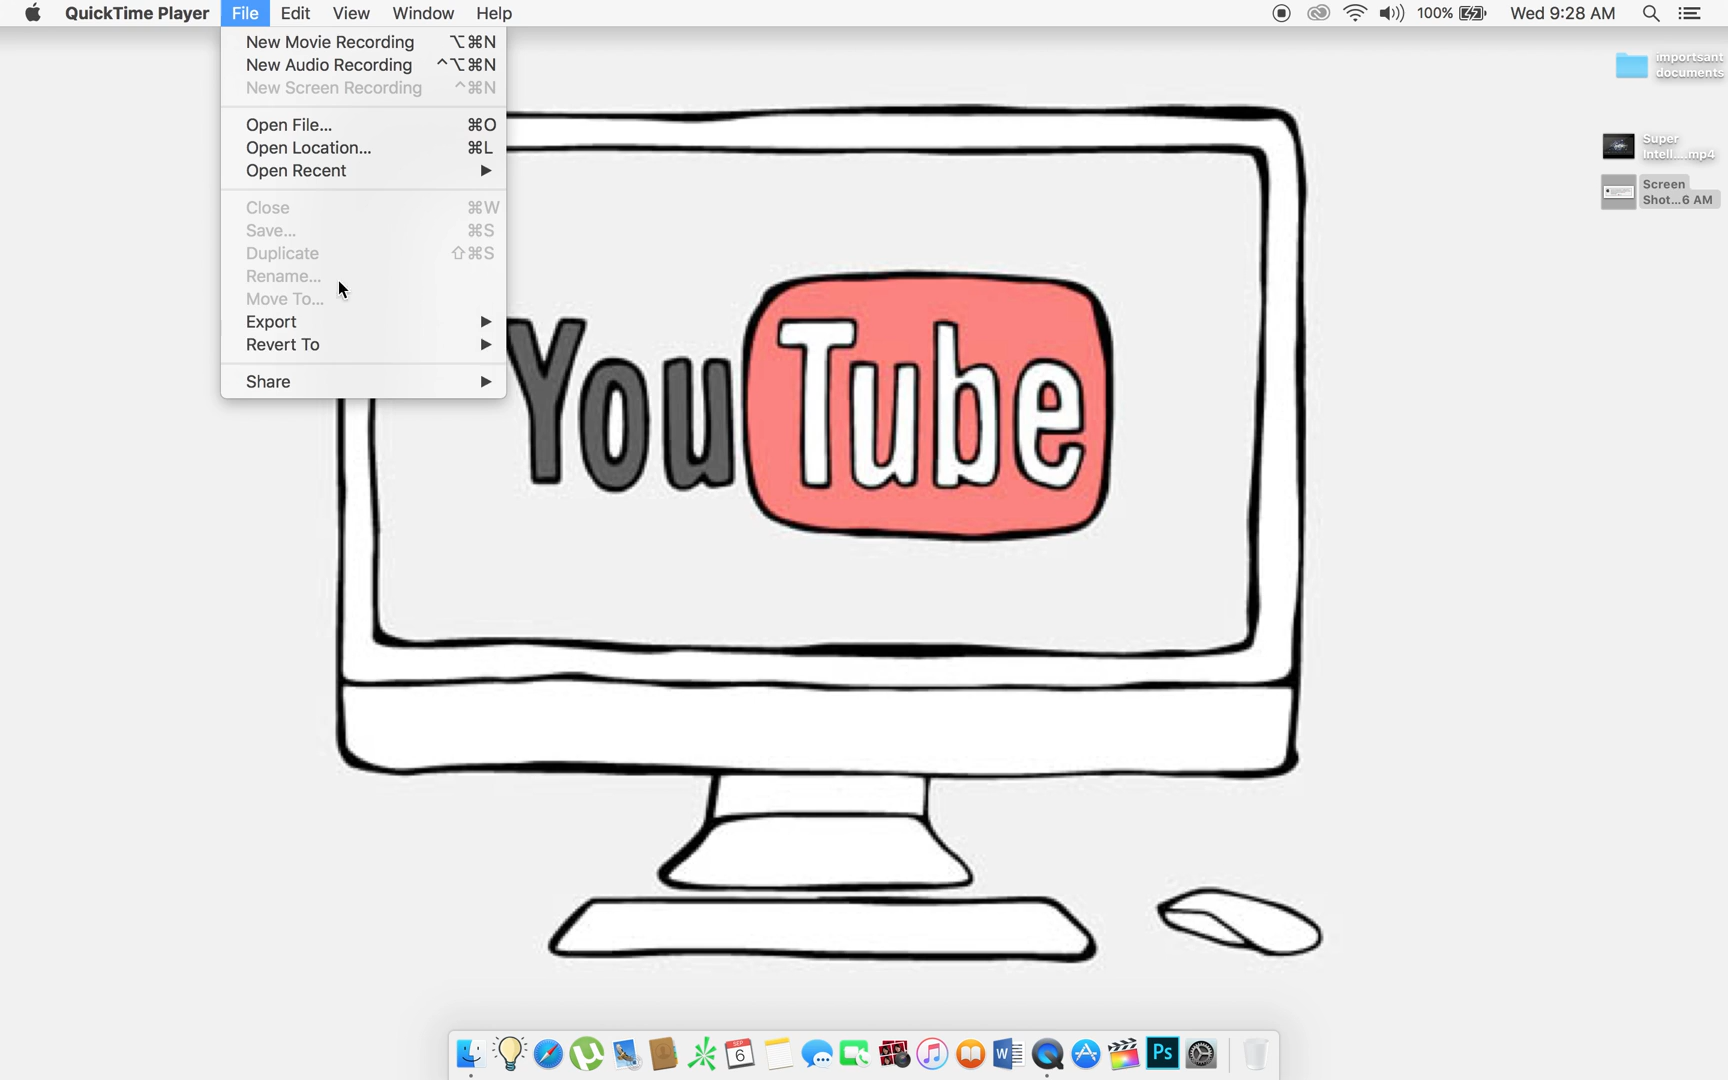 QuickTime Player File Edit View Window Help 100% Wed 9:28 AM
New Movie Recording ⌥⌘N
New Audio Recording ^⌥⌘N
New Screen Recording ^⌘N
Open File... ⌘O
Open Location... ⌘L
Open Recent ▶
Close ⌘W
Save... ⌘S
Duplicate ⇧⌘S
Rename...
Move To...
Export ▶
Revert To ▶
Share ▶
importsant
documents
Super
Intell....mp4
Screen
Shot...6 AM
YouTube
SEP
6
W
Ps